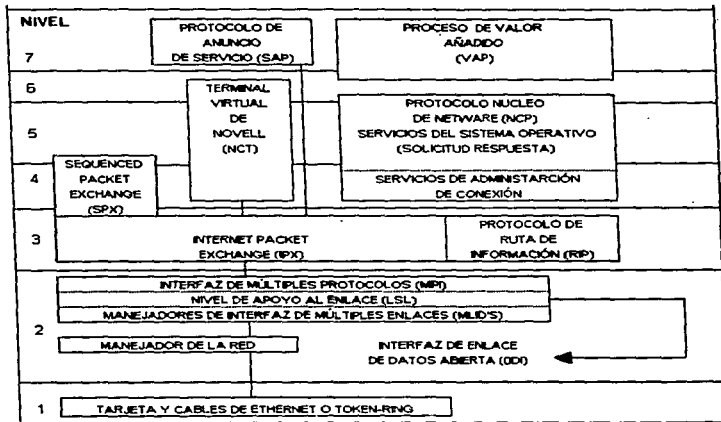 NIVEL
PROTOCOLO DE
ANUNCIO
DE SERVICIO (SAP)
PROCESO DE VALOR
AÑADIDO
(VAP)
7
6
TERMINAL
VIRTUAL
DE
NOVELL
(NCT)
PROTOCOLO NUCLEO
DE NETWARE (NCP)
SERVICIOS DEL SISTEMA OPERATIVO
(SOLICITUD RESPUESTA)
5
SEQUENCED
PACKET
EXCHANGE
(SPX)
4
SERVICIOS DE ADMINISTARCIÓN
DE CONEXIÓN
3
INTERNET PACKET
EXCHANGE (IPX)
PROTOCOLO DE
RUTA DE
INFORMACIÓN (RIP)
INTERFAZ DE MÚLTIPLES PROTOCOLOS (MPI)
NIVEL DE APOYO AL ENLACE (LSL)
MANEJADORES DE INTERFAZ DE MÚLTIPLES ENLACES (MLID'S)
2
MANEJADOR DE LA RED
INTERFAZ DE ENLACE
DE DATOS ABIERTA (ODI)
1
TARJETA Y CABLES DE ETHERNET O TOKEN-RING